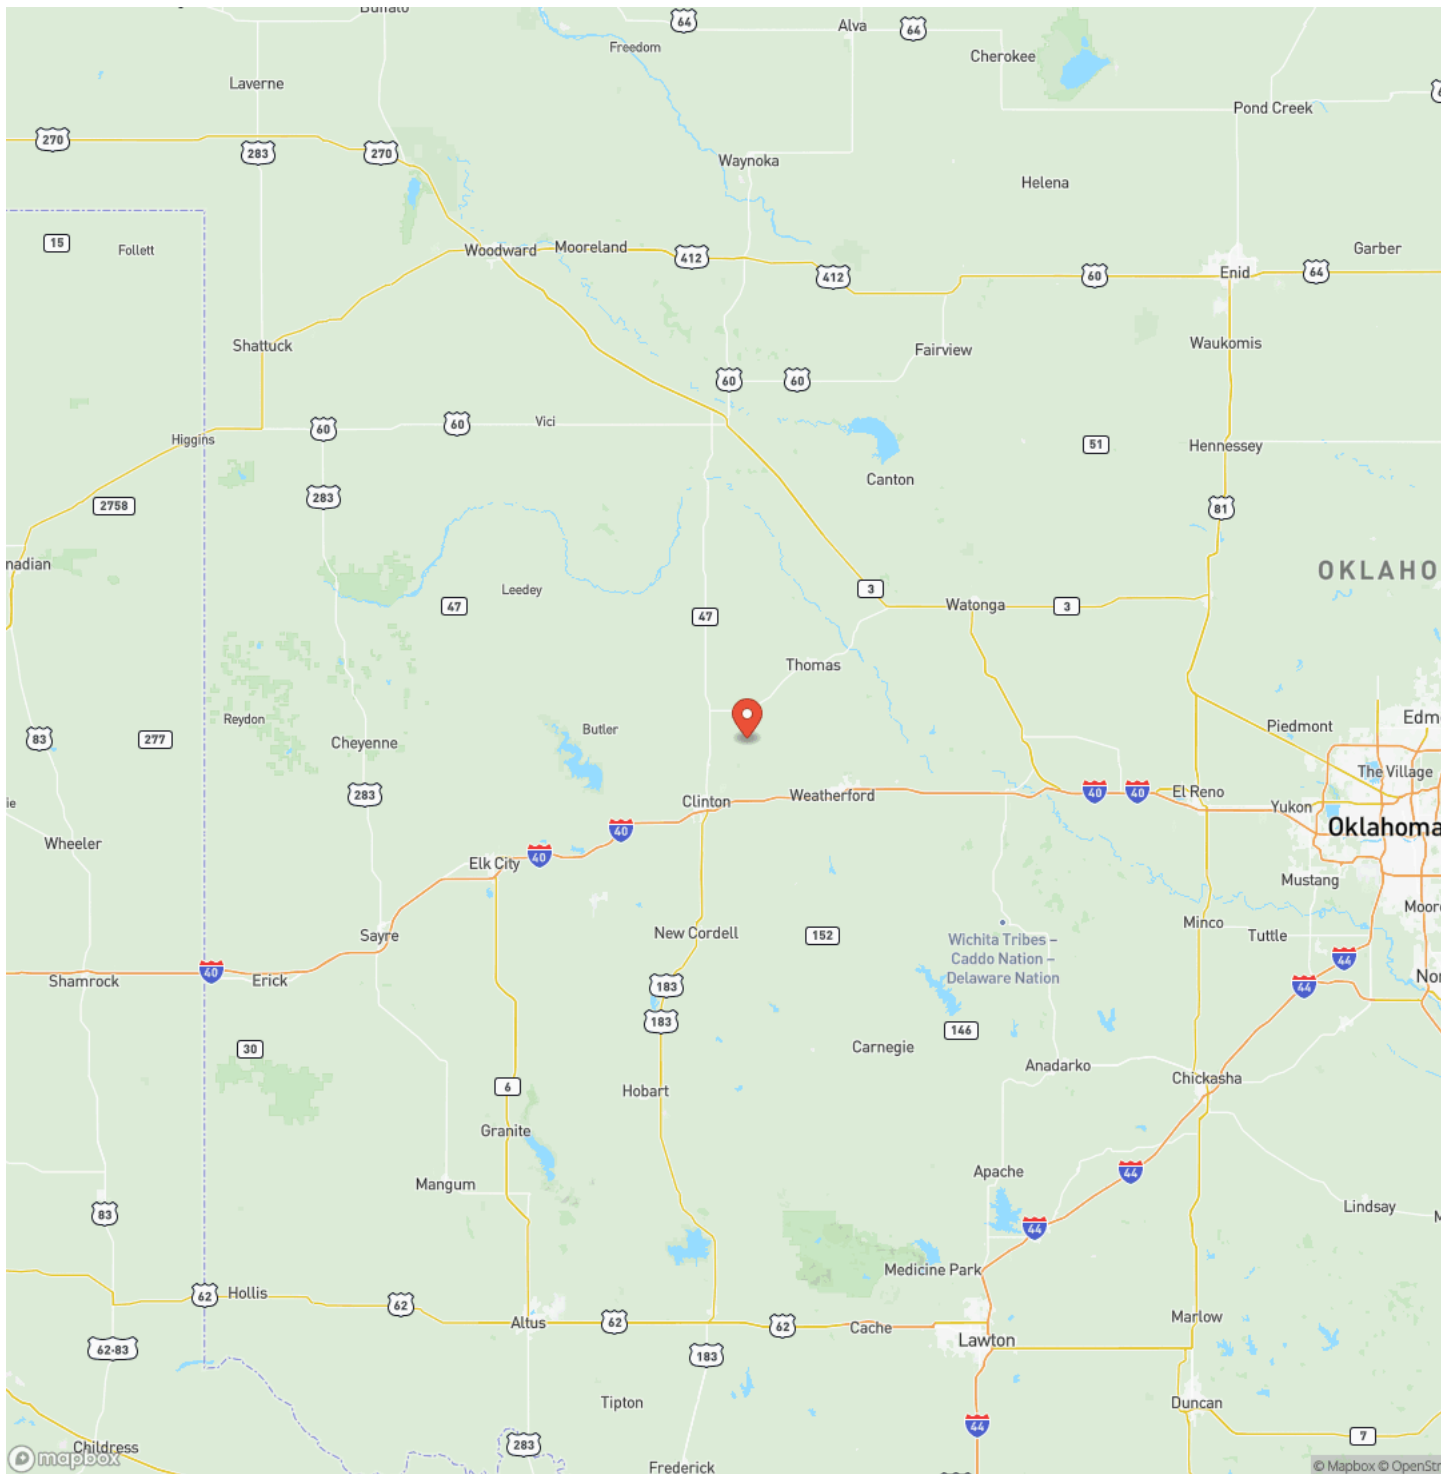 Buffalo
64
Alva
64
Freedom
Cherokee
Laverne
Pond Creek
270
283
270
Waynoka
Helena
15
Follett
Woodward
Mooreland
412
412
60
Enid
64
Garber
Shattuck
Fairview
Waukomis
60
60
Higgins
60
60
Vici
51
Hennessey
Canton
283
2758
81
nadian
OKLAHO
Leedey
47
47
3
Watonga
3
Thomas
Reydon
83
277
Cheyenne
Butler
Piedmont
Edm
The Village
283
Clinton
Weatherford
40
40
El Reno
Yukon
ie
Wheeler
40
Elk City
40
Oklahoma
Mustang
Moor
Sayre
New Cordell
152
Wichita Tribes –
Caddo Nation –
Delaware Nation
Minco
Tuttle
44
Shamrock
40
Erick
183
44
Nor
183
146
30
Carnegie
Anadarko
Chickasha
6
Hobart
Granite
Apache
44
Mangum
83
44
Lindsay
M
Medicine Park
62
Hollis
62
Altus
62
62
Cache
Lawton
Marlow
62-83
183
Tipton
Duncan
44
7
283
Childress
Frederick
mapbox
© Mapbox © OpenStr